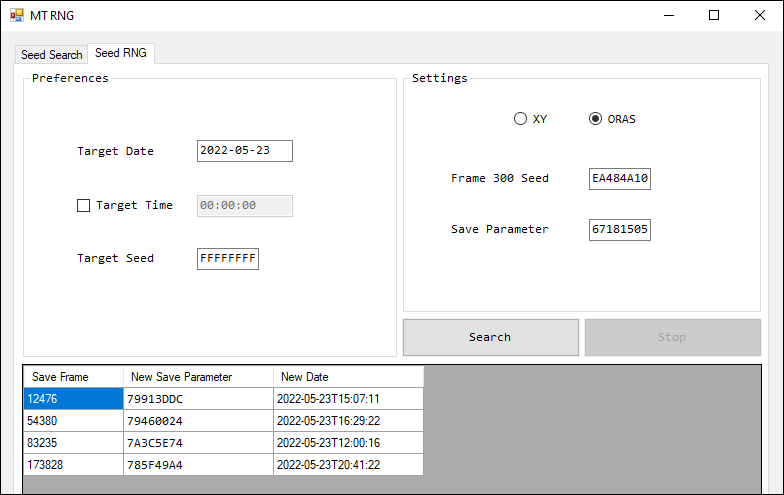 MT RNG
Seed Search Seed RNG
Preferences
Target Date 2022-05-23
Target Time 00:00:00
Target Seed FFFFFFFF
Settings
XY ORAS
Frame 300 Seed EA484A10
Save Parameter 67181505
Search Stop
Save Frame New Save Parameter New Date
12476 79913DDC 2022-05-23T15:07:11
54380 79460024 2022-05-23T16:29:22
83235 7A3C5E74 2022-05-23T12:00:16
173828 785F49A4 2022-05-23T20:41:22